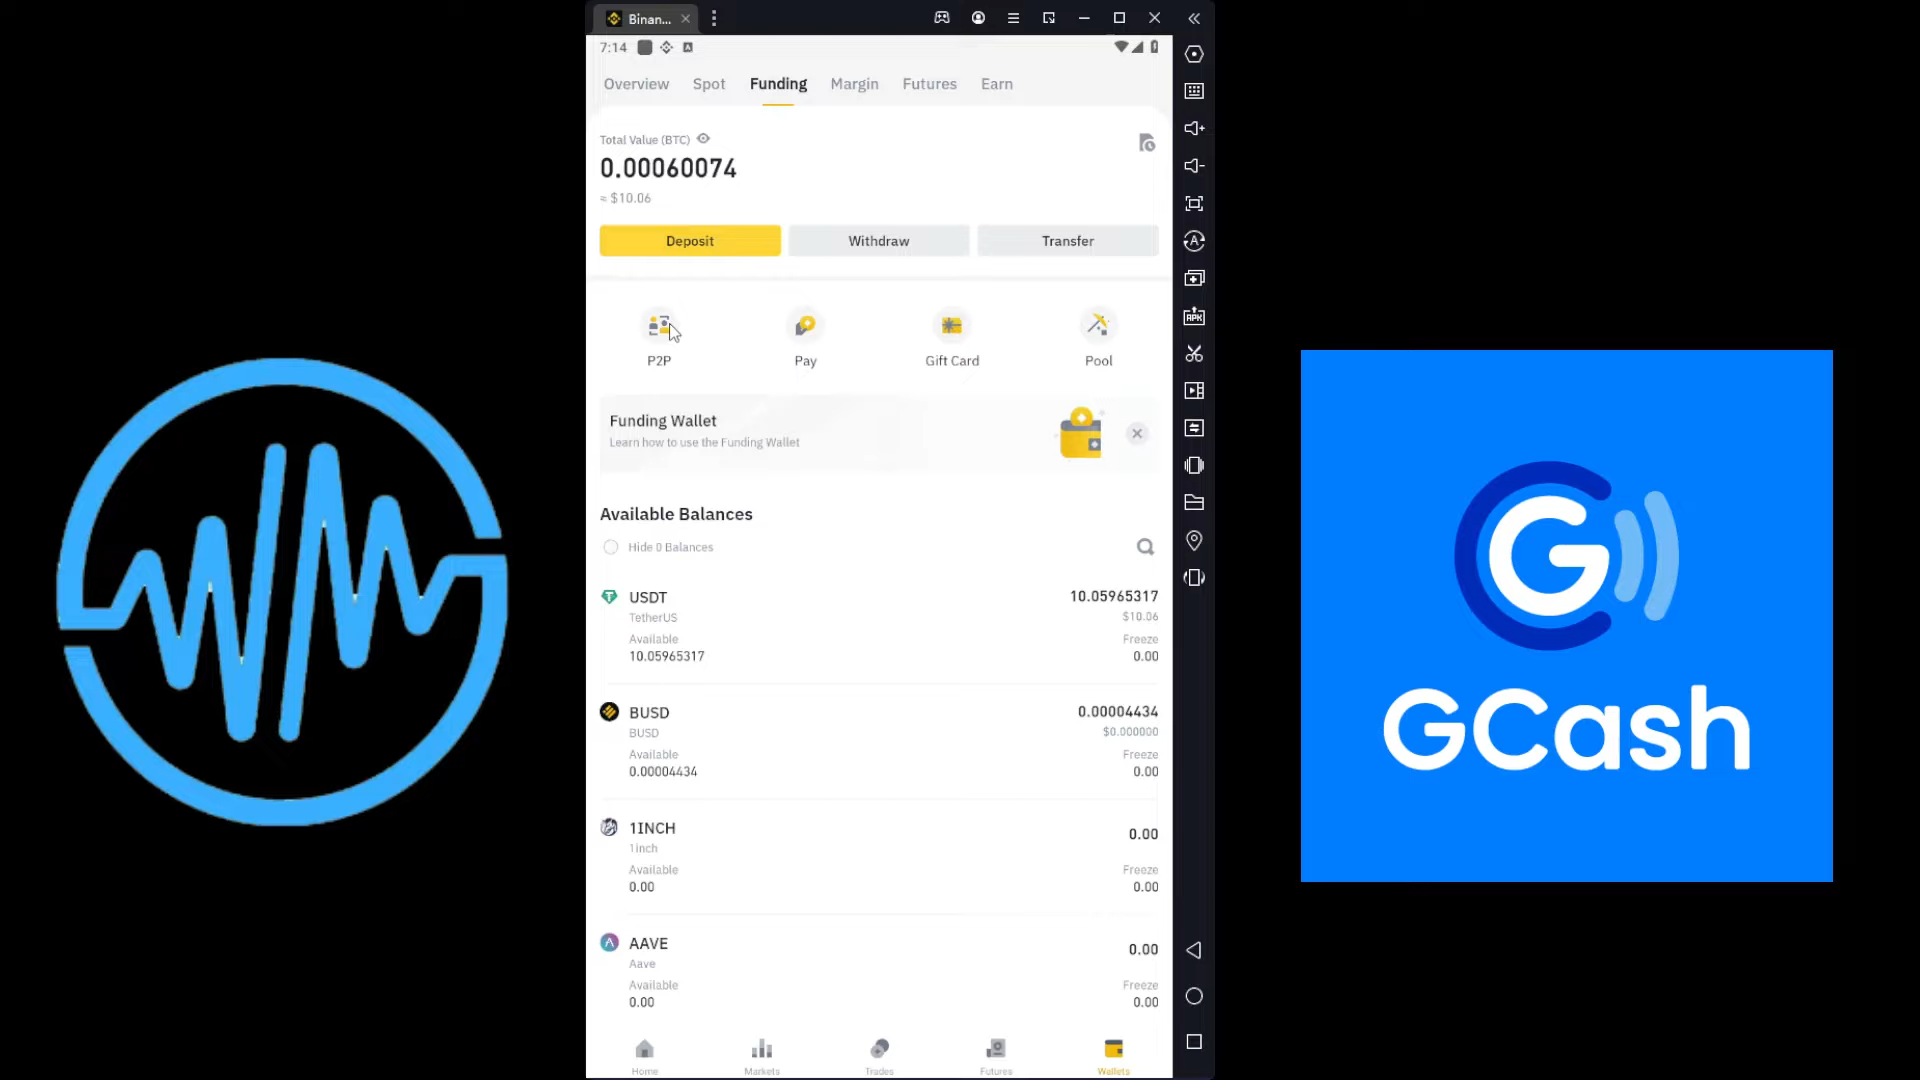 Binan...
7:14
Overview Spot Funding Margin Futures Earn
Total Value (BTC)
0.00060074
≈ $10.06
Deposit Withdraw Transfer
P2P Pay Gift Card Pool
Funding Wallet
Learn how to use the Funding Wallet
Available Balances
Hide 0 Balances
USDT 10.05965317
TetherUS $10.06
Available Freeze
10.05965317 0.00
BUSD 0.00004434
BUSD $0.000000
Available Freeze
0.00004434 0.00
1INCH 0.00
1inch
Available Freeze
0.00 0.00
AAVE 0.00
Aave
Available Freeze
0.00 0.00
Home Markets Trades Futures Wallets
APK
G
GCash